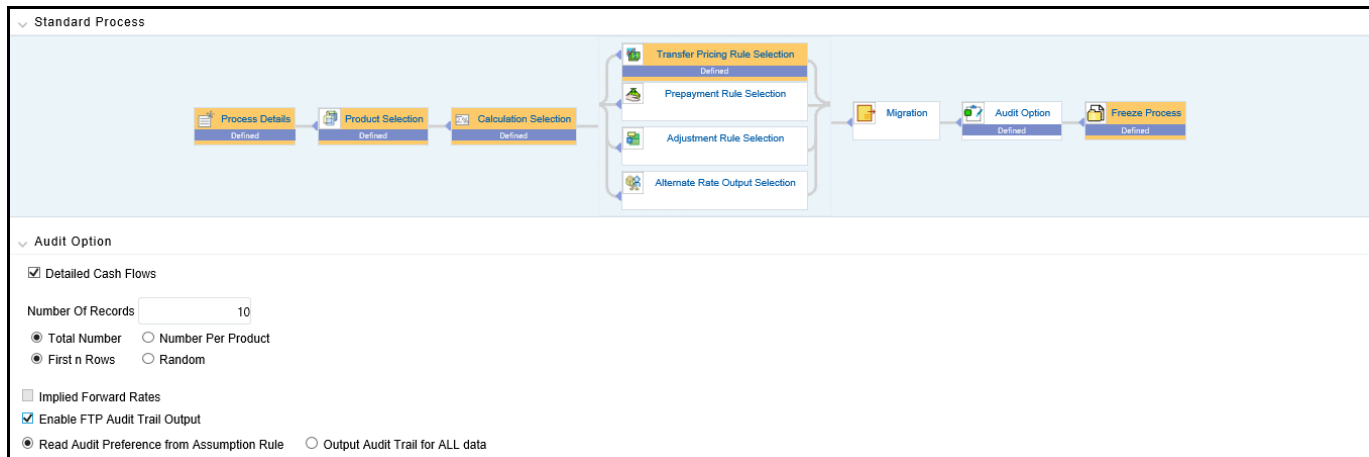 Standard Process
Transfer Pricing Rule Selection
Defined
Prepayment Rule Selection
Process Details
Defined
Product Selection
Defined
Calculation Selection
Defined
Migration
Audit Option
Defined
Freeze Process
Defined
Adjustment Rule Selection
Alternate Rate Output Selection
Audit Option
Detailed Cash Flows
Number Of Records 10
Total Number Number Per Product
First n Rows Random
Implied Forward Rates
Enable FTP Audit Trail Output
Read Audit Preference from Assumption Rule Output Audit Trail for ALL data